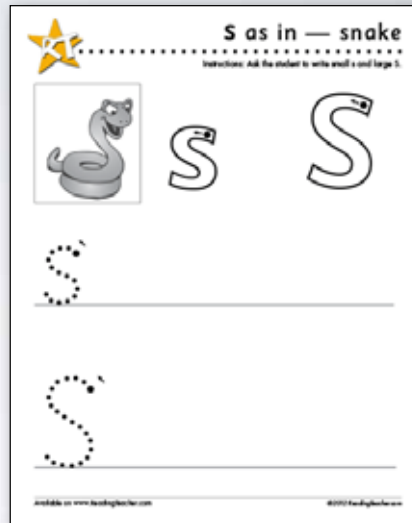 RT
S as in — snake
Instructions: Ask the student to write small s and large S.
s S
s
S
Available on www.ReadingTeacher.com ©2012 ReadingTeacher.com